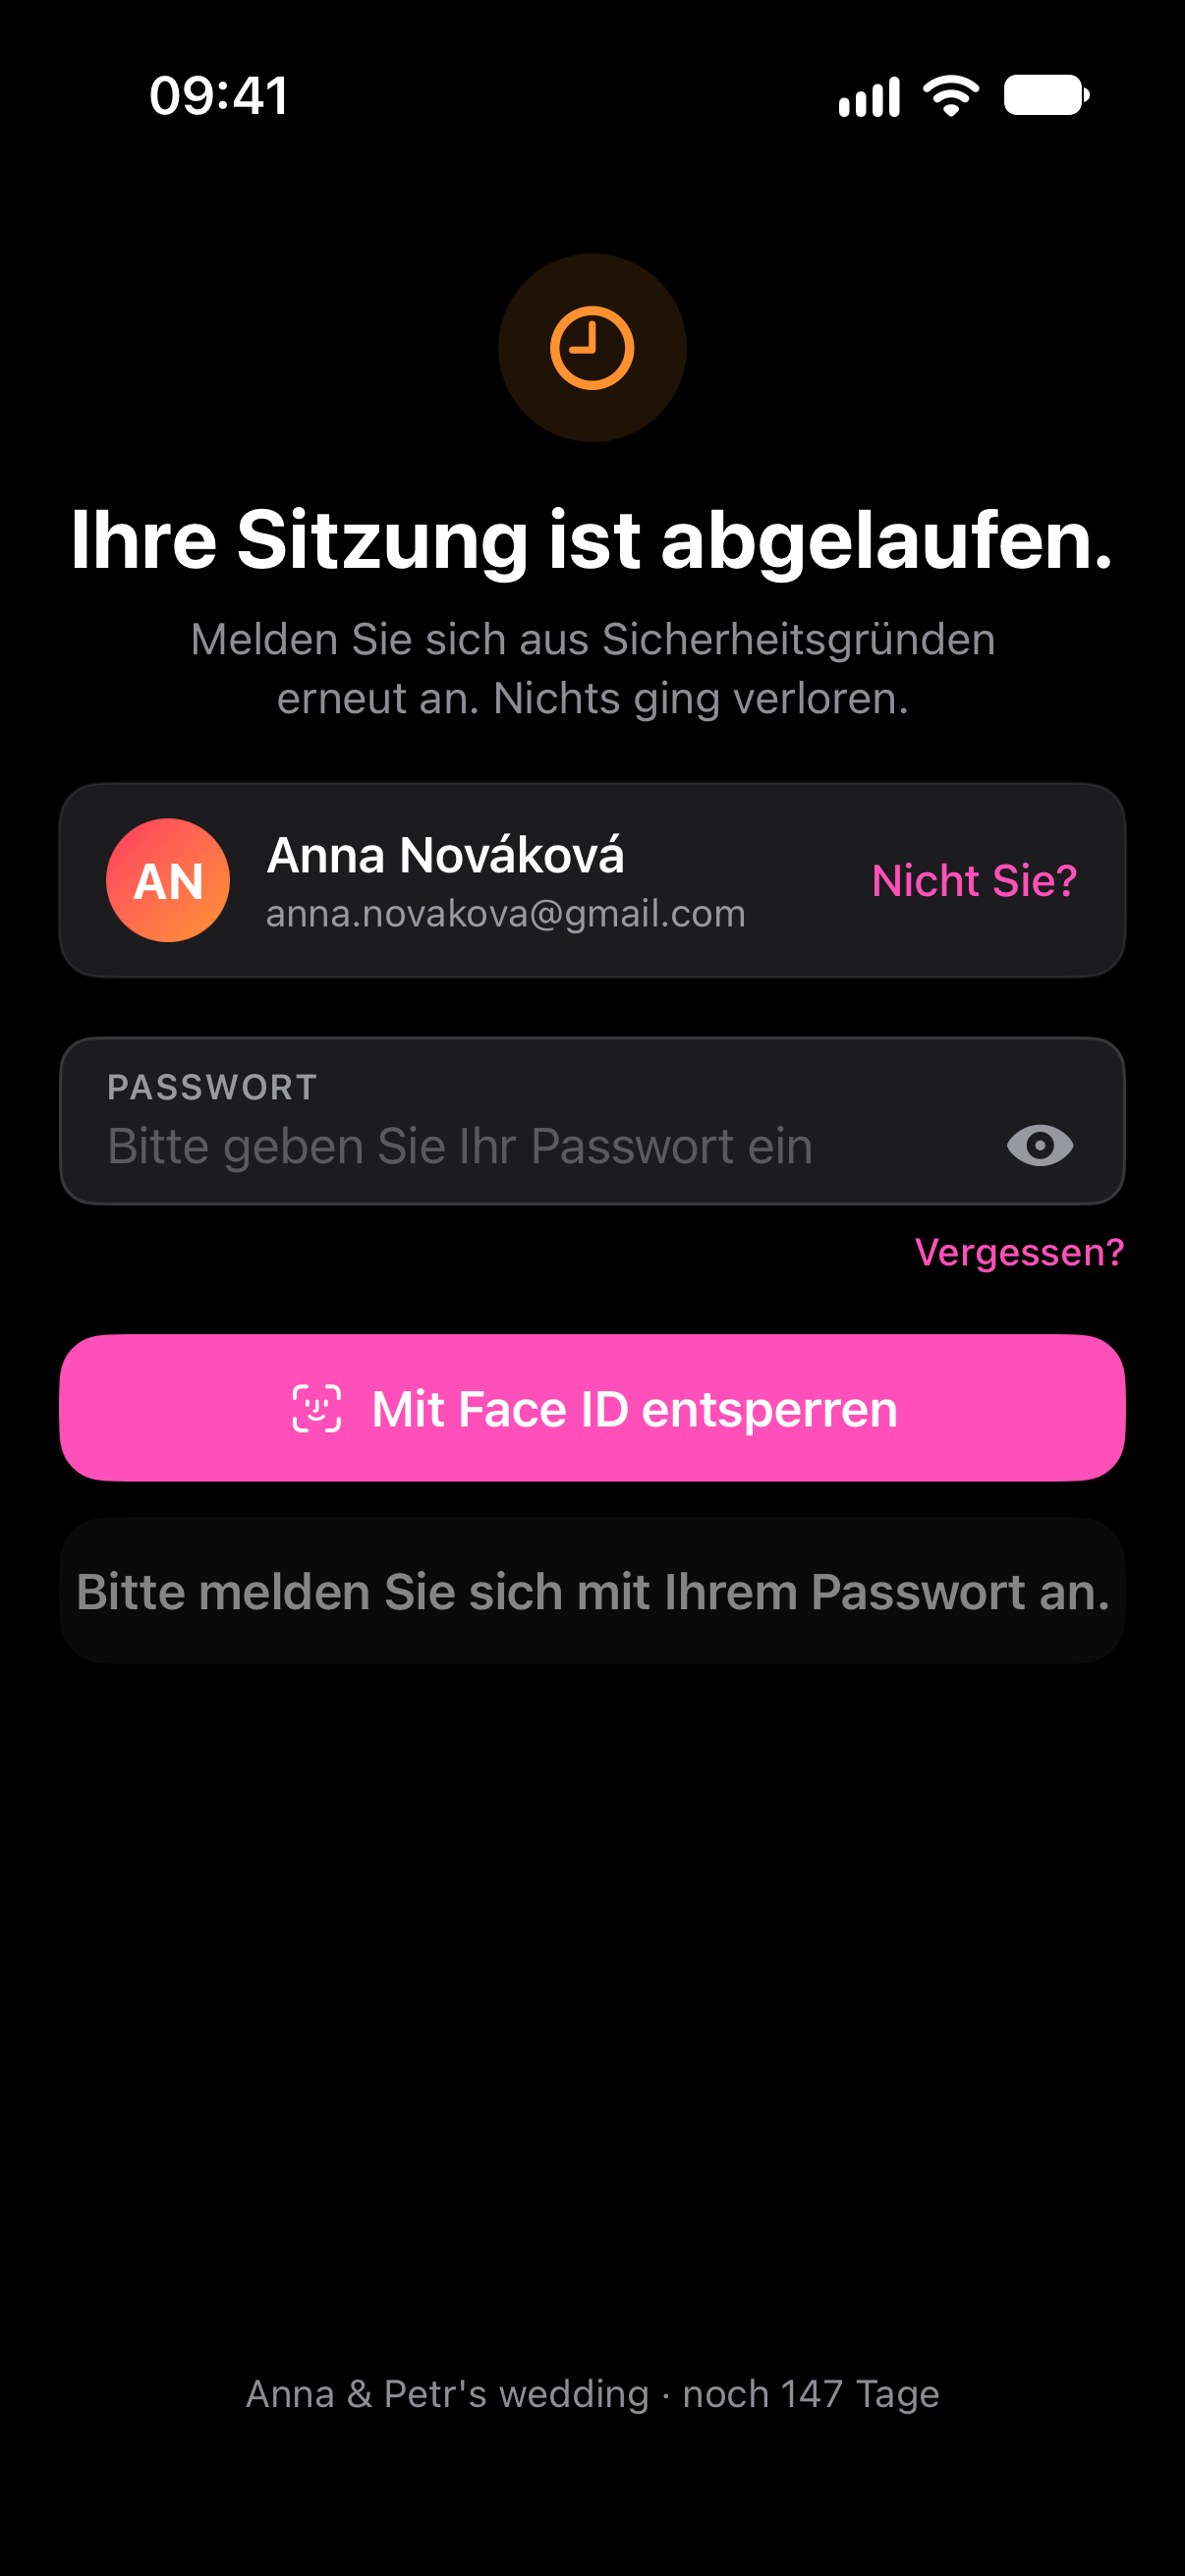 09:41
Ihre Sitzung ist abgelaufen.
Melden Sie sich aus Sicherheitsgründen
erneut an. Nichts ging verloren.
AN
Anna Nováková
anna.novakova@gmail.com
Nicht Sie?
PASSWORT
Bitte geben Sie Ihr Passwort ein
Vergessen?
Mit Face ID entsperren
Bitte melden Sie sich mit Ihrem Passwort an.
Anna & Petr's wedding · noch 147 Tage